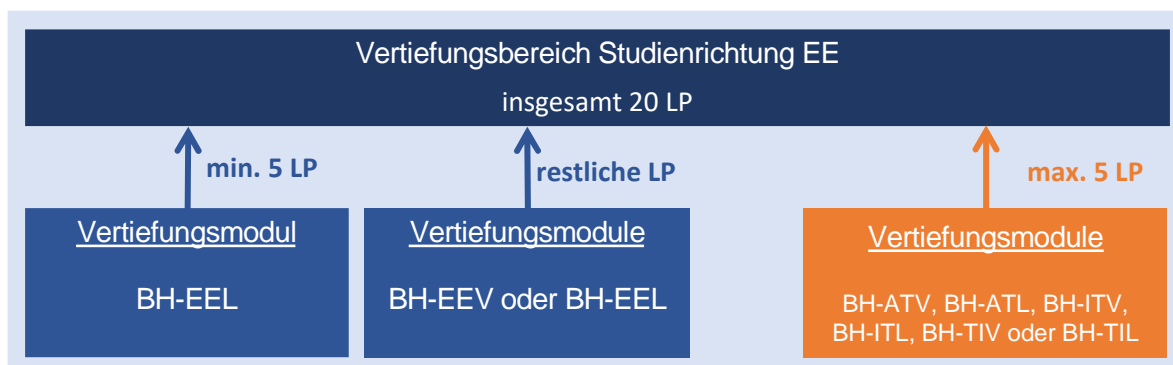 Vertiefungsbereich Studienrichtung EE
insgesamt 20 LP
min. 5 LP
restliche LP
max. 5 LP
Vertiefungsmodul
BH-EEL
Vertiefungsmodule
BH-EEV oder BH-EEL
Vertiefungsmodule
BH-ATV, BH-ATL, BH-ITV,
BH-ITL, BH-TIV oder BH-TIL